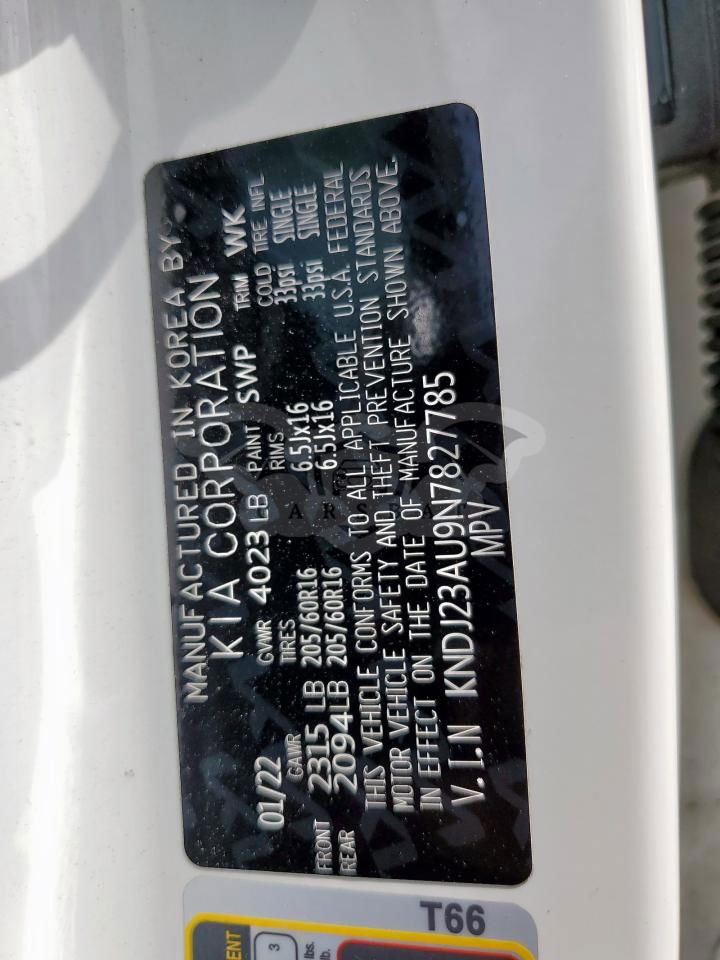 MANUFACTURED IN KOREA BY
KIA CORPORATION
01/22 GVWR 4023 LB PAINT SWP TRIM WK
GAWR TIRES RIMS COLD TIRE INFL
FRONT 2315 LB 205/60R16 6.5Jx16 33psi SINGLE
REAR 2094LB 205/60R16 6.5Jx16 33psi SINGLE
THIS VEHICLE CONFORMS TO ALL APPLICABLE U.S.A. FEDERAL
MOTOR VEHICLE SAFETY AND THEFT PREVENTION STANDARDS
IN EFFECT ON THE DATE OF MANUFACTURE SHOWN ABOVE.
V.I.N KNDJ23AU9N7827785
MPV
T66
3
lbs.
lb.